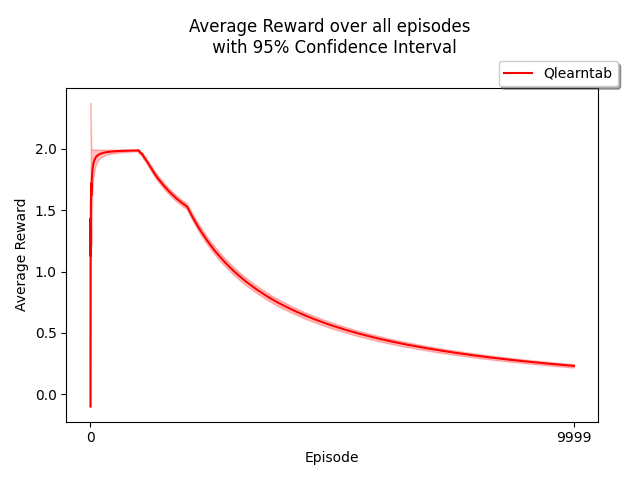 Average Reward over all episodes
with 95% Confidence Interval
Qlearntab
Average Reward
2.0
1.5
1.0
0.5
0.0
0
9999
Episode